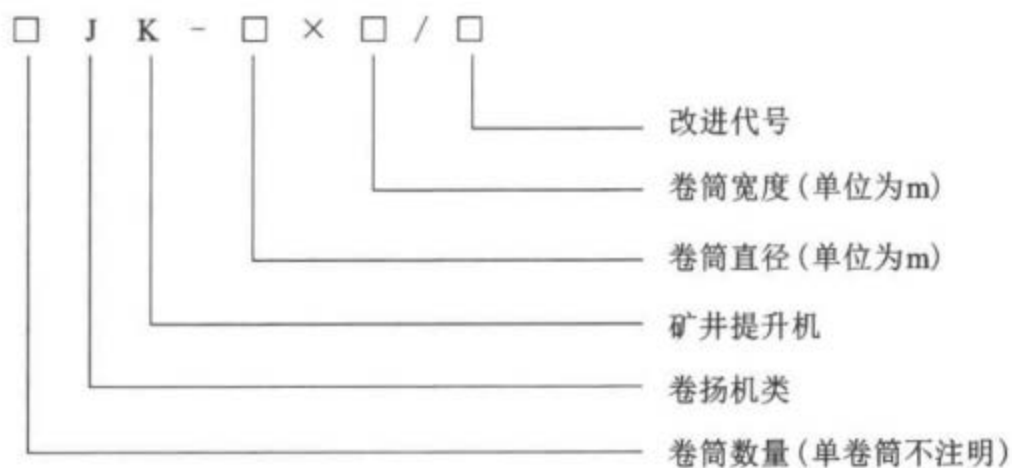 □ J K - □ × □ / □
改进代号
卷筒宽度(单位为m)
卷筒直径(单位为m)
矿井提升机
卷扬机类
卷筒数量(单卷筒不注明)